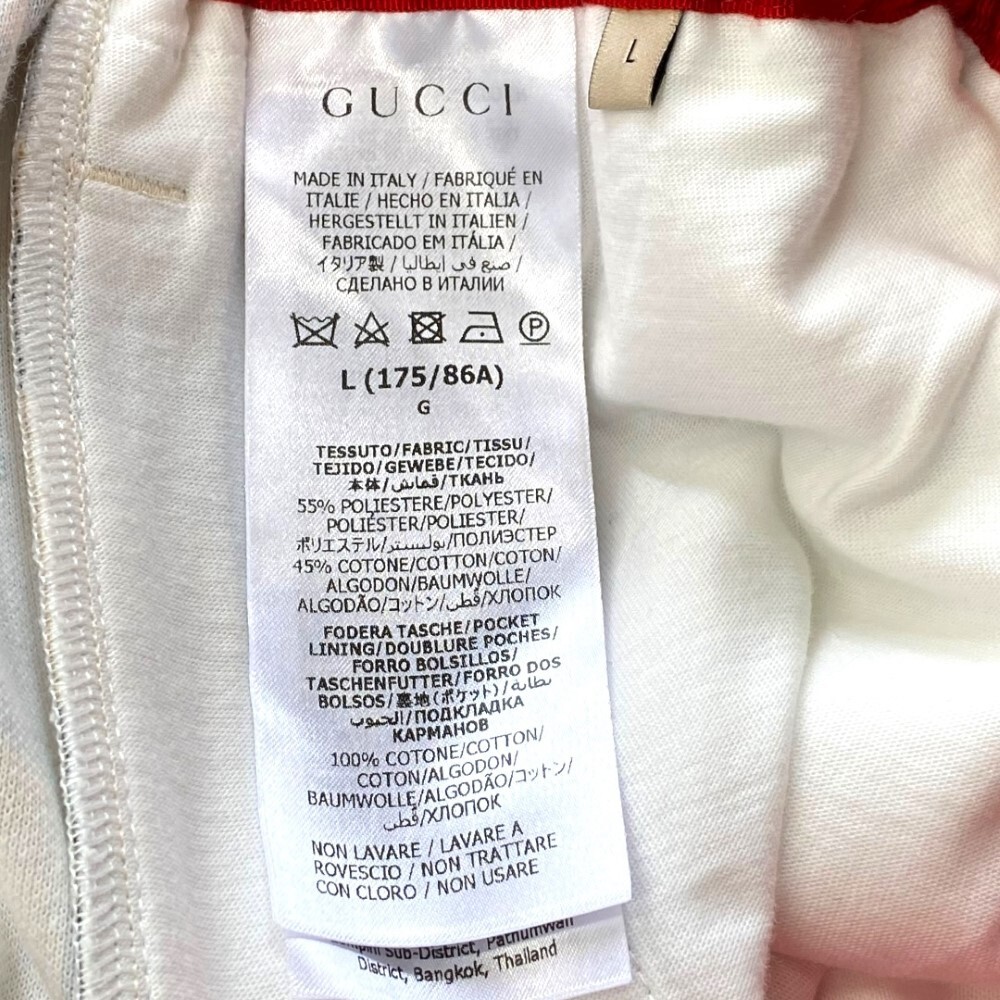 L
GUCCI
MADE IN ITALY / FABRIQUÉ EN
ITALIE / HECHO EN ITALIA /
HERGESTELLT IN ITALIEN /
FABRICADO EM ITÁLIA /
イタリア製 / صنع في إيطاليا /
СДЕЛАНО В ИТАЛИИ
P
L (175/86A)
G
TESSUTO/FABRIC/TISSU/
TEJIDO/GEWEBE/TECIDO/
本体/قماش/ТКАНЬ
55% POLIESTERE/POLYESTER/
POLIÉSTER/POLIESTER/
ポリエステル/بوليستر/ПОЛИЭСТЕР
45% COTONE/COTTON/COTON/
ALGODON/BAUMWOLLE/
ALGODÃO/コットン/قطن/ХЛОПОК
FODERA TASCHE/POCKET
LINING/DOUBLURE POCHES/
FORRO BOLSILLOS/
TASCHENFUTTER/FORRO DOS
BOLSOS/裏地(ポケット)/بطانة
الجيوب/ПОДКЛАДКА
КАРМАНОВ
100% COTONE/COTTON/
COTON/ALGODON/
BAUMWOLLE/ALGODÃO/コットン/
قطن/ХЛОПОК
NON LAVARE / LAVARE A
ROVESCIO / NON TRATTARE
CON CLORO / NON USARE
Sub-District, Pathumwan
District, Bangkok, Thailand